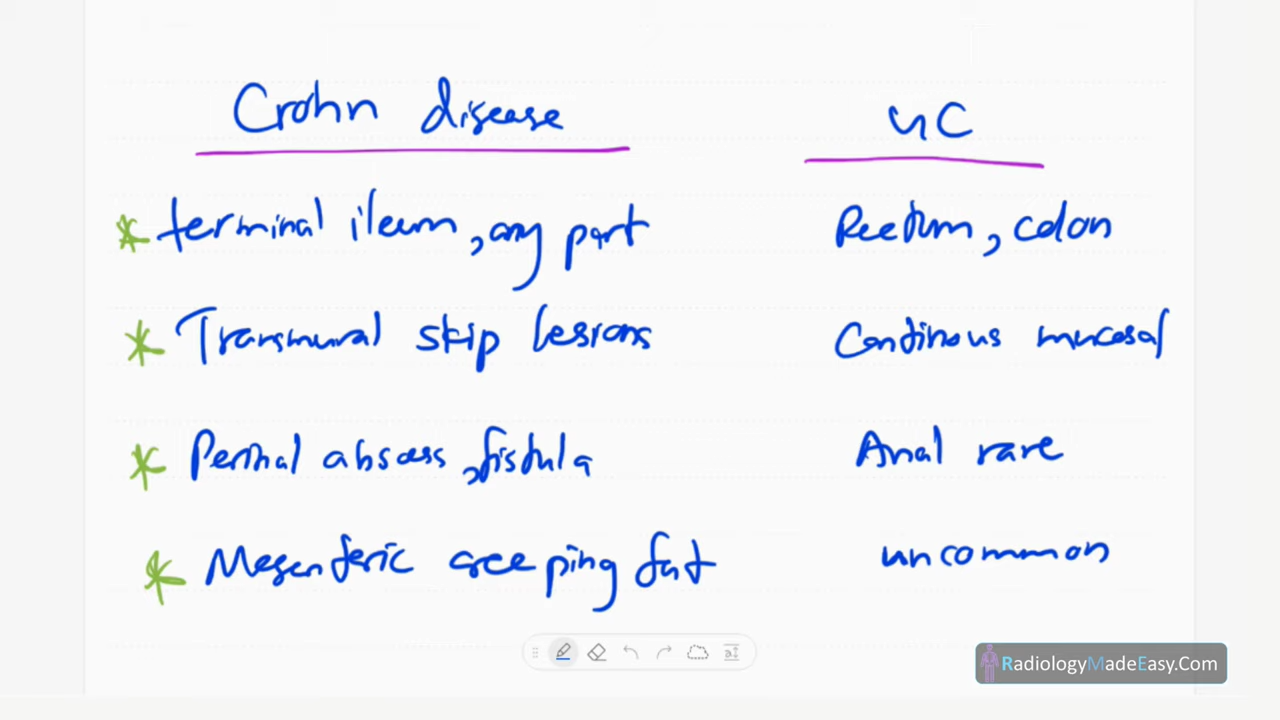 Crohn disease UC
* terminal ileum, any part Rectum, colon
* Transmural skip lesions Continous mucosal
* Perinal abscess, fistula Anal rare
* Mesenteric creeping fat uncommon
RadiologyMadeEasy.Com